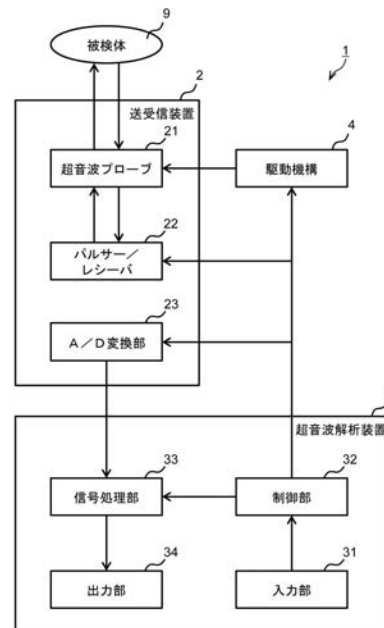 9
被検体
1
2
送受信装置
21
超音波プローブ
4
駆動機構
22
パルサー／
レシーバ
23
A／D変換部
超音波解析装置
33
信号処理部
32
制御部
34
出力部
31
入力部